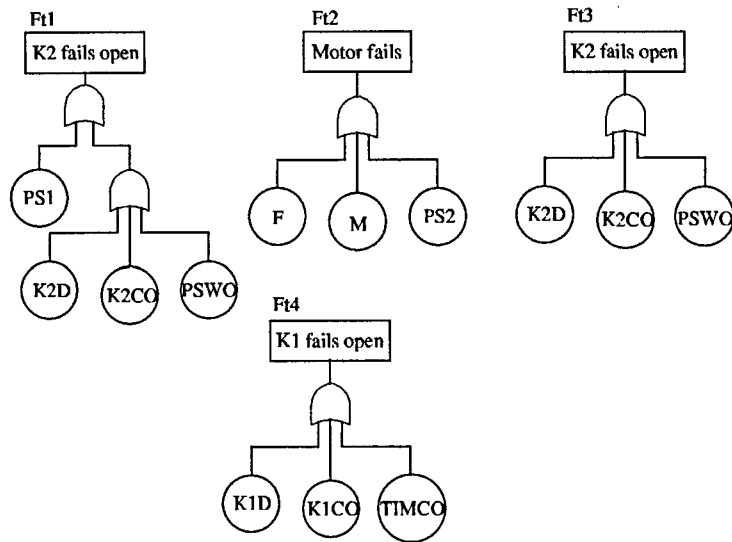 Ft1
K2 fails open
PS1
K2D
K2CO
PSWO
Ft2
Motor fails
F
M
PS2
Ft3
K2 fails open
K2D
K2CO
PSWO
Ft4
K1 fails open
K1D
K1CO
TIMCO